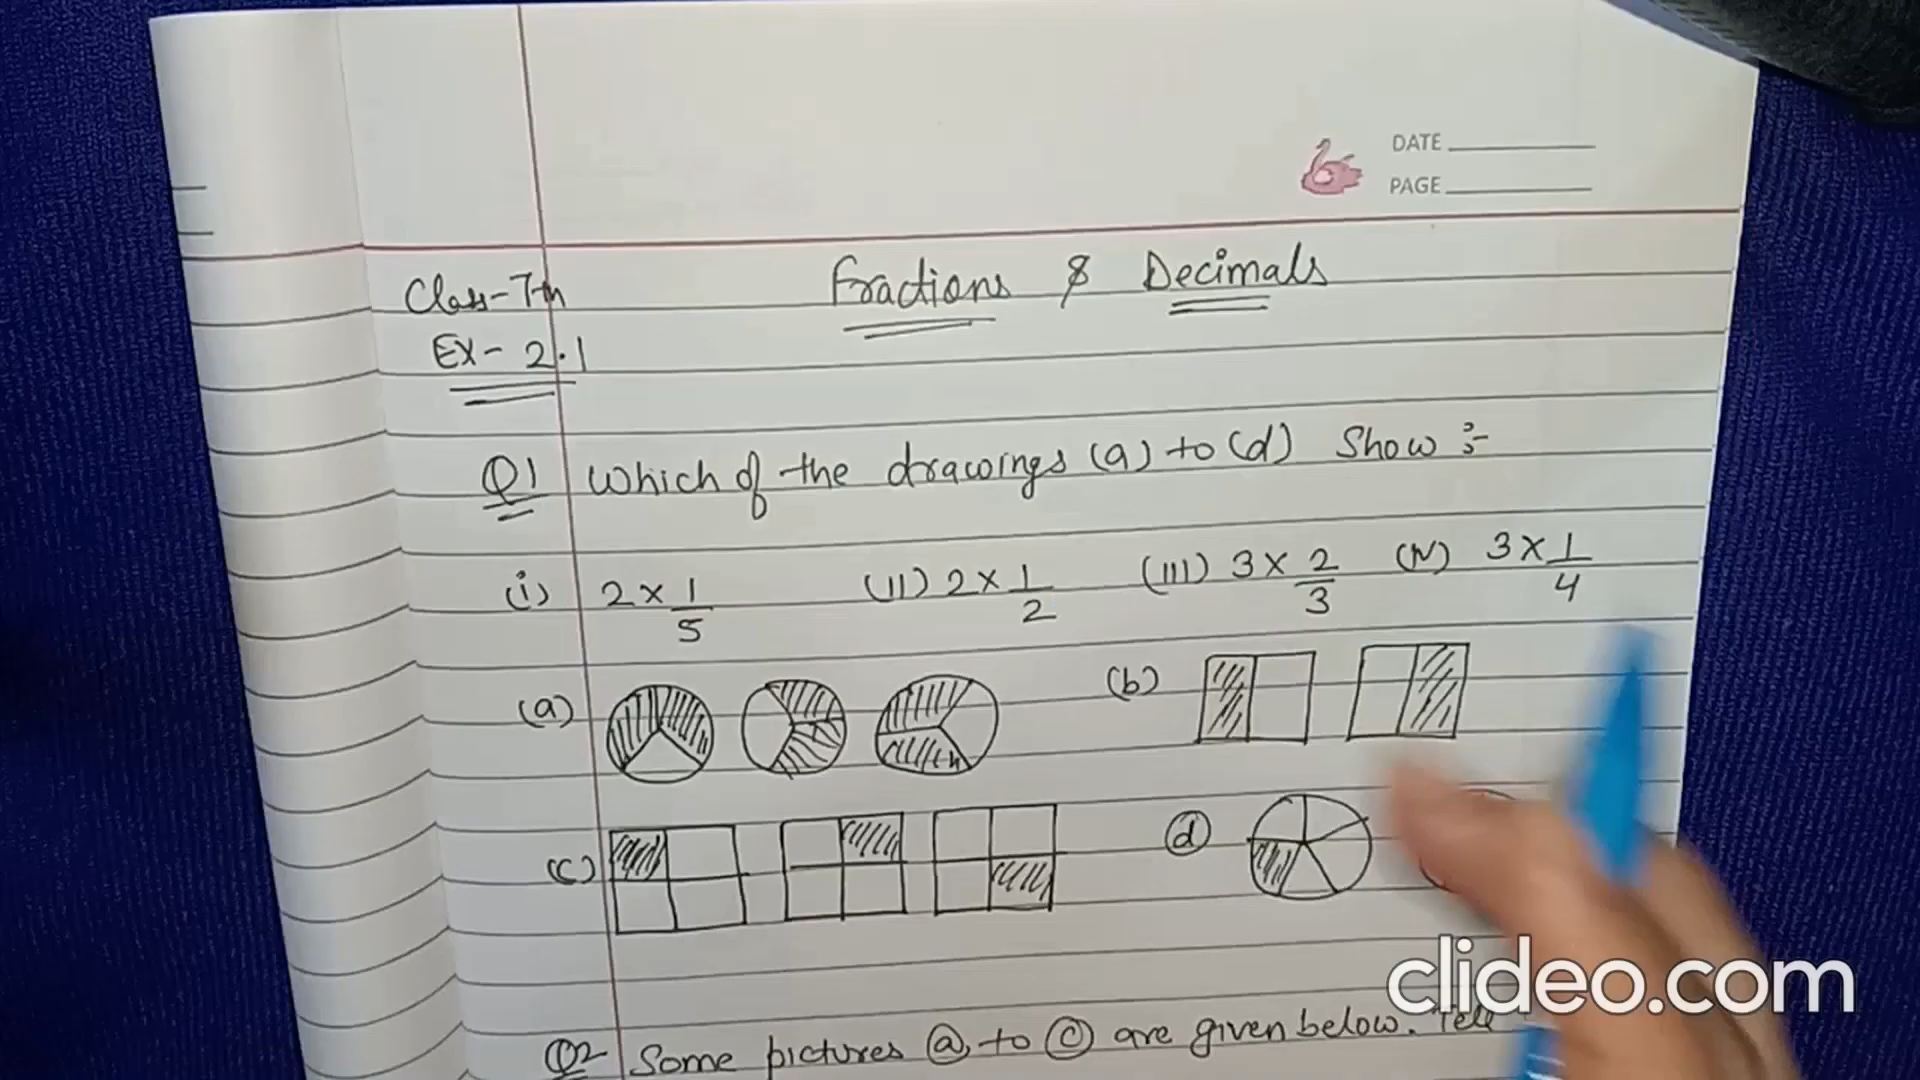 DATE
PAGE
Class-7th
Fractions & Decimals
Ex- 2.1
Q1 Which of the drawings (a) to (d) Show :-
(i) 2 × 1/5 (II) 2 × 1/2 (III) 3 × 2/3 (IV) 3 × 1/4
(a) (b)
(c) (d)
clideo.com
Q2 Some pictures (a) to (c) are given below. Tell